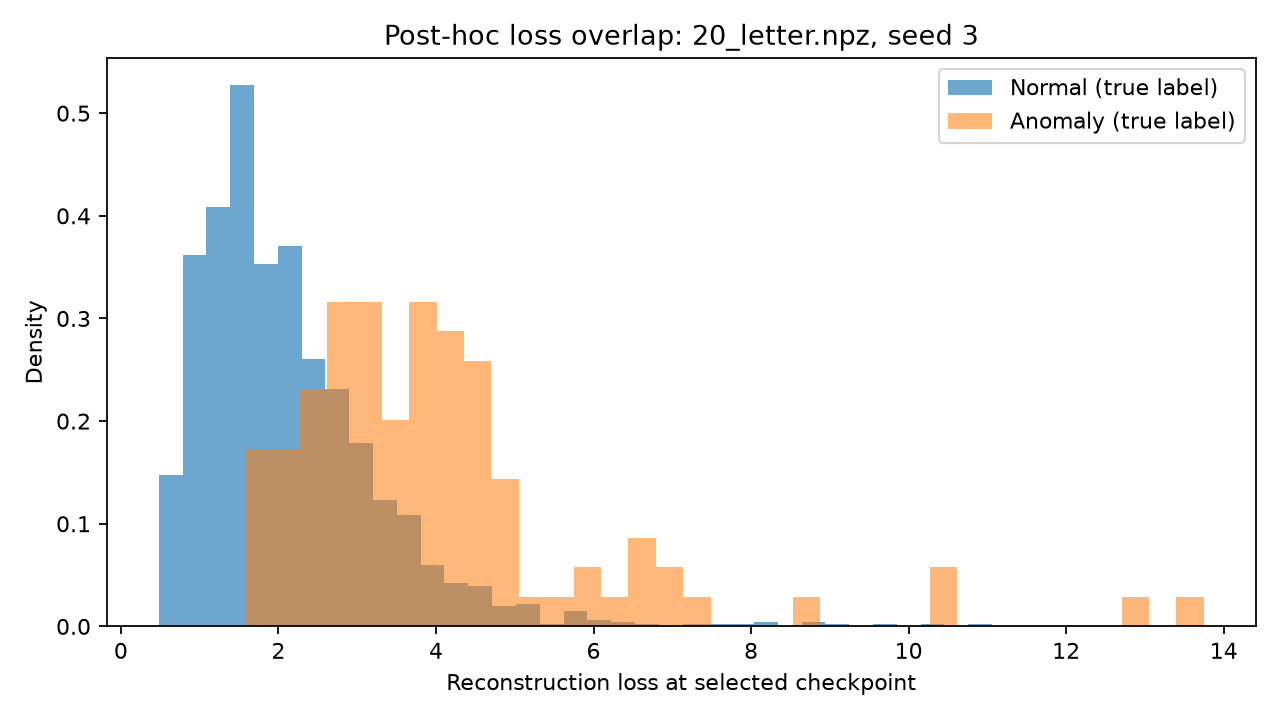 Post-hoc loss overlap: 20_letter.npz, seed 3
Normal (true label)
Anomaly (true label)
Density
0.5
0.4
0.3
0.2
0.1
0.0
0 2 4 6 8 10 12 14
Reconstruction loss at selected checkpoint